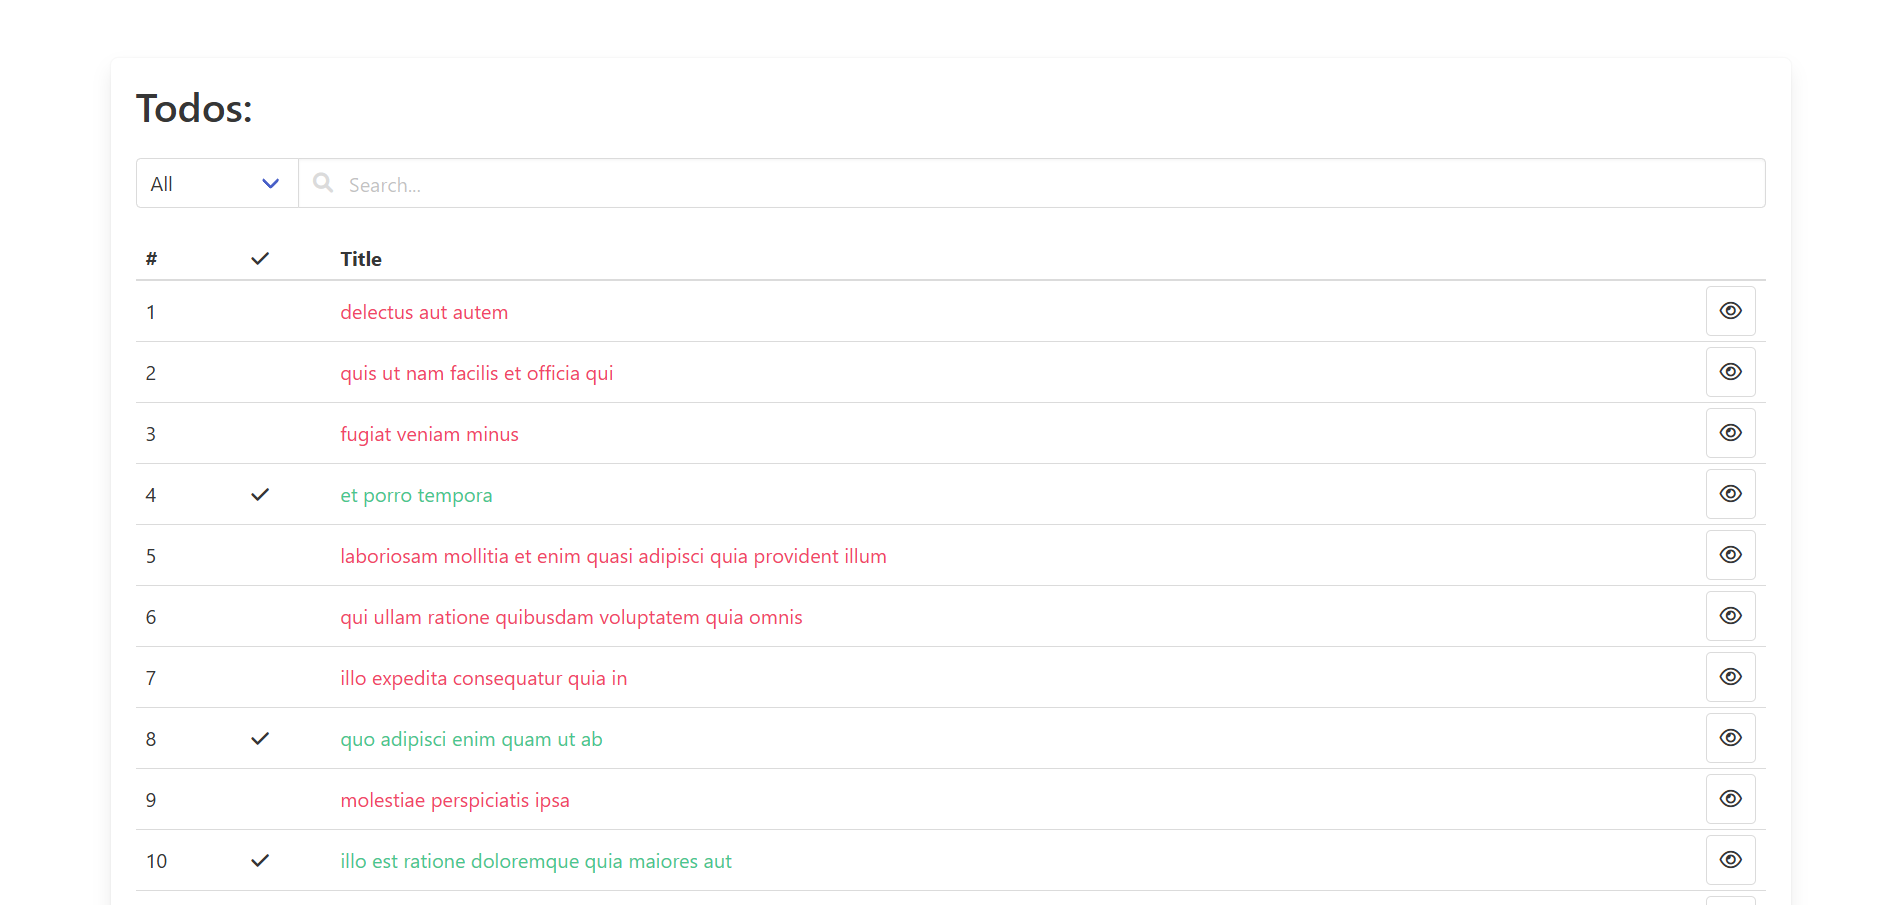 Todos:
All Search...
# Title
1 delectus aut autem
2 quis ut nam facilis et officia qui
3 fugiat veniam minus
4 et porro tempora
5 laboriosam mollitia et enim quasi adipisci quia provident illum
6 qui ullam ratione quibusdam voluptatem quia omnis
7 illo expedita consequatur quia in
8 quo adipisci enim quam ut ab
9 molestiae perspiciatis ipsa
10 illo est ratione doloremque quia maiores aut